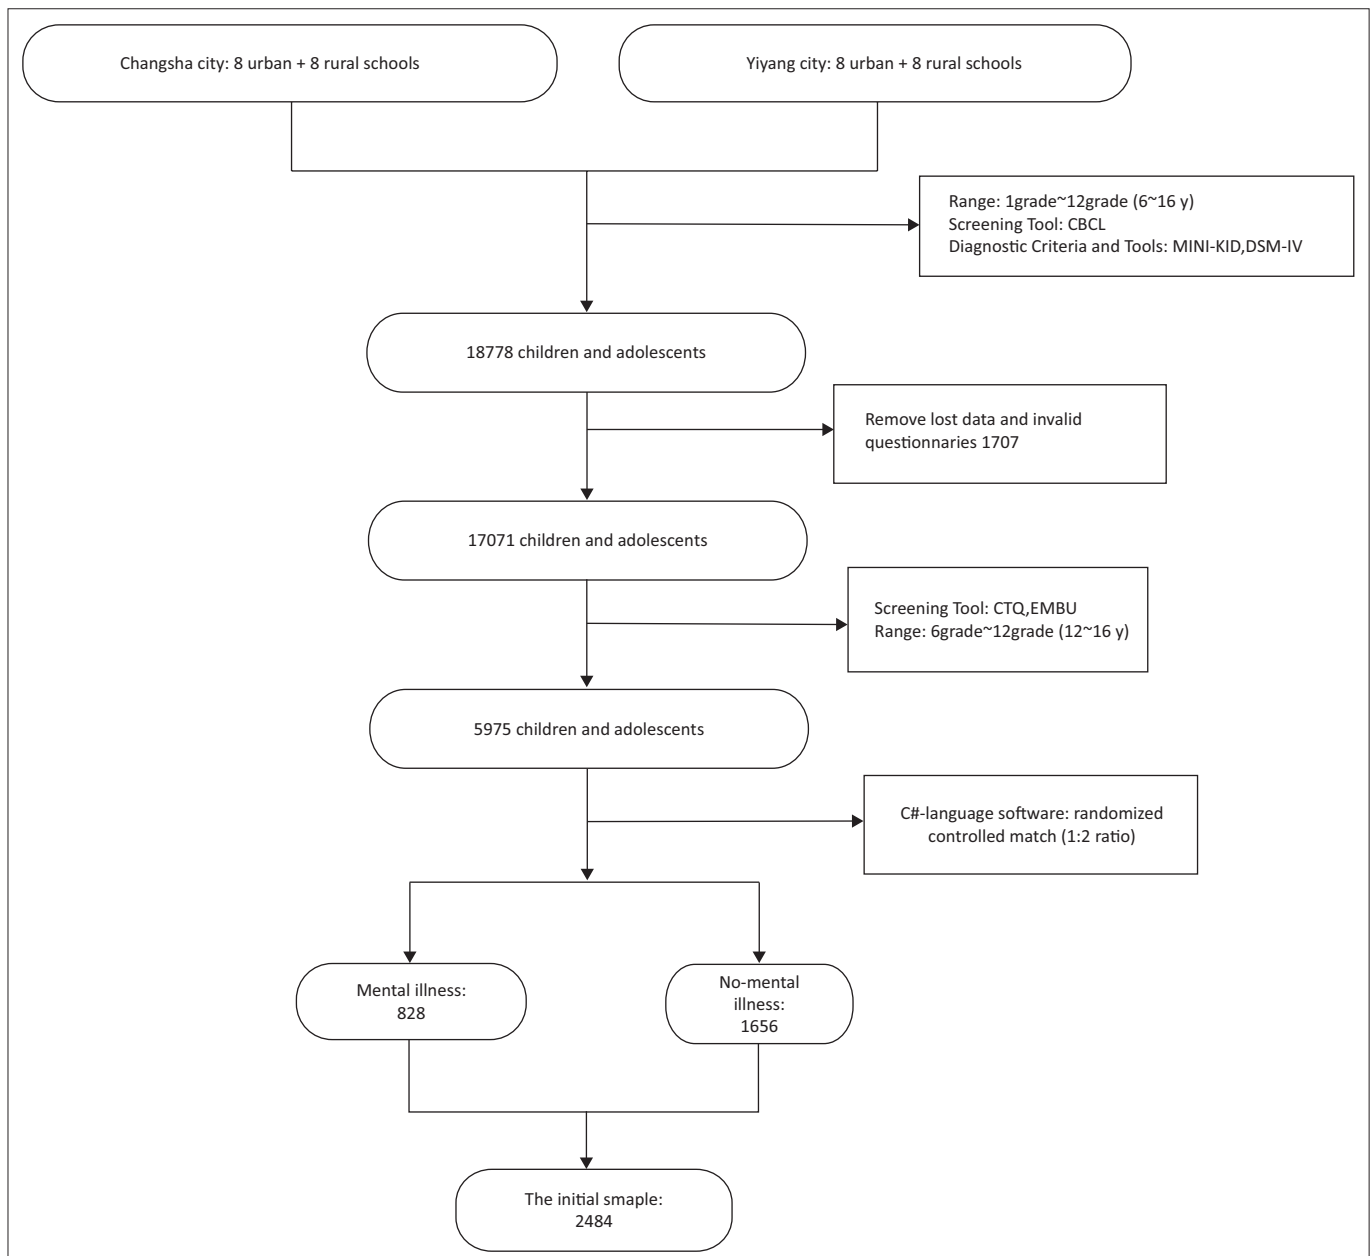 Changsha city: 8 urban + 8 rural schools
Yiyang city: 8 urban + 8 rural schools
Range: 1grade~12grade (6~16 y)
Screening Tool: CBCL
Diagnostic Criteria and Tools: MINI-KID,DSM-IV
18778 children and adolescents
Remove lost data and invalid
questionnaries 1707
17071 children and adolescents
Screening Tool: CTQ,EMBU
Range: 6grade~12grade (12~16 y)
5975 children and adolescents
C#-language software: randomized
controlled match (1:2 ratio)
Mental illness:
828
No-mental
illness:
1656
The initial smaple:
2484